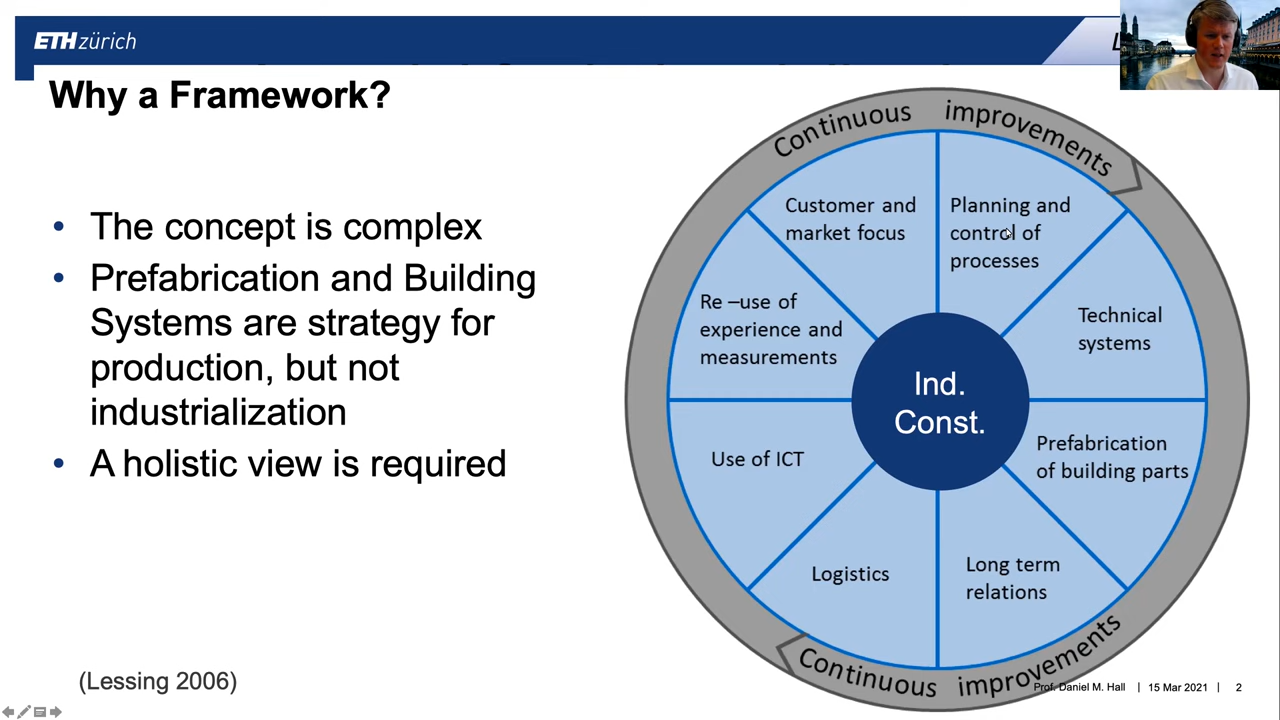 ETH zürich
Why a Framework?
• The concept is complex
• Prefabrication and Building
Systems are strategy for
production, but not
industrialization
• A holistic view is required
(Lessing 2006)
Continuous improvements
Customer and
market focus
Planning and
control of
processes
Re –use of
experience and
measurements
Technical
systems
Ind.
Const.
Use of ICT
Prefabrication
of building parts
Logistics
Long term
relations
Continuous improvements
Prof. Daniel M. Hall | 15 Mar 2021 | 2